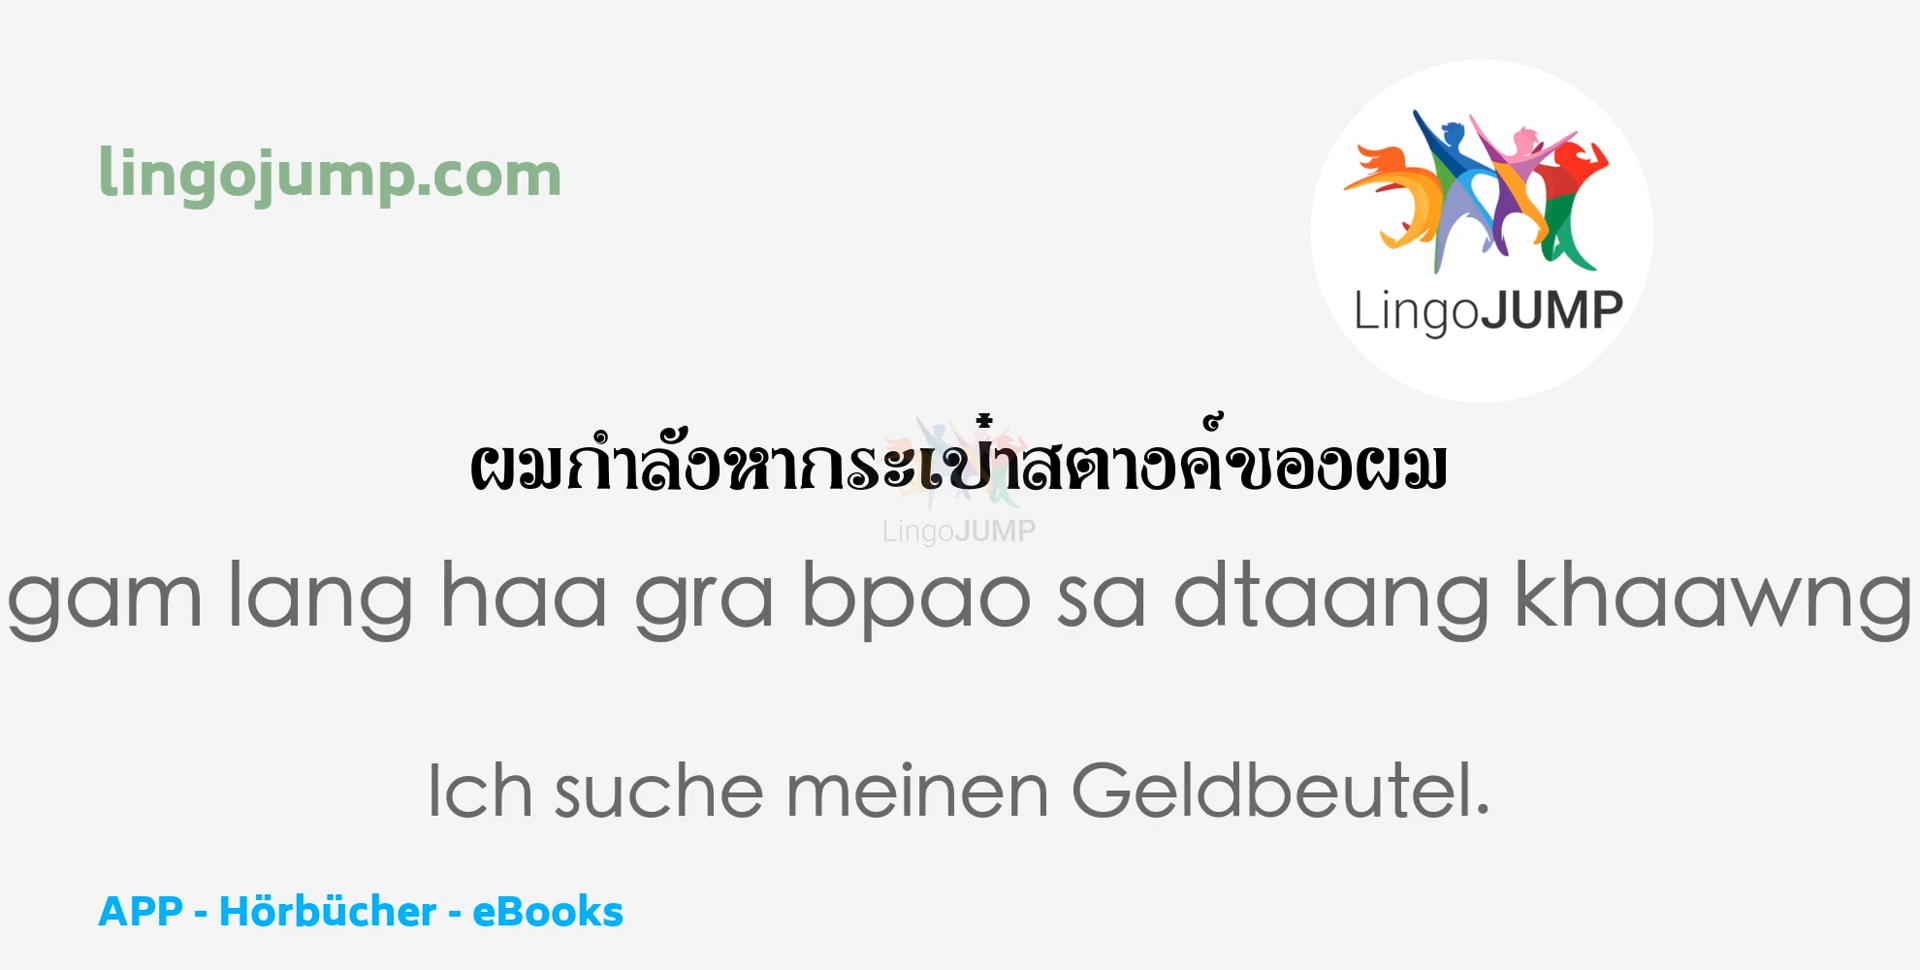 lingojump.com
LingoJUMP
ผมกำลังหากระเป๋าสตางค์ของผม
LingoJUMP
gam lang haa gra bpao sa dtaang khaawng
Ich suche meinen Geldbeutel.
APP - Hörbücher - eBooks